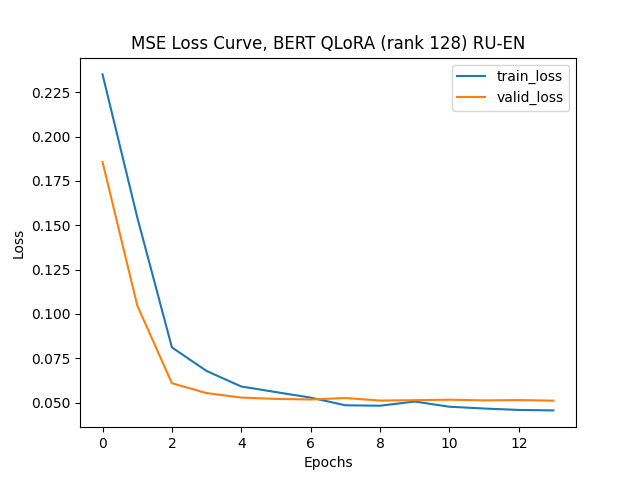 MSE Loss Curve, BERT QLoRA (rank 128) RU-EN
train_loss
valid_loss
0.225
0.200
0.175
0.150
0.125
0.100
0.075
0.050
Loss
0 2 4 6 8 10 12
Epochs